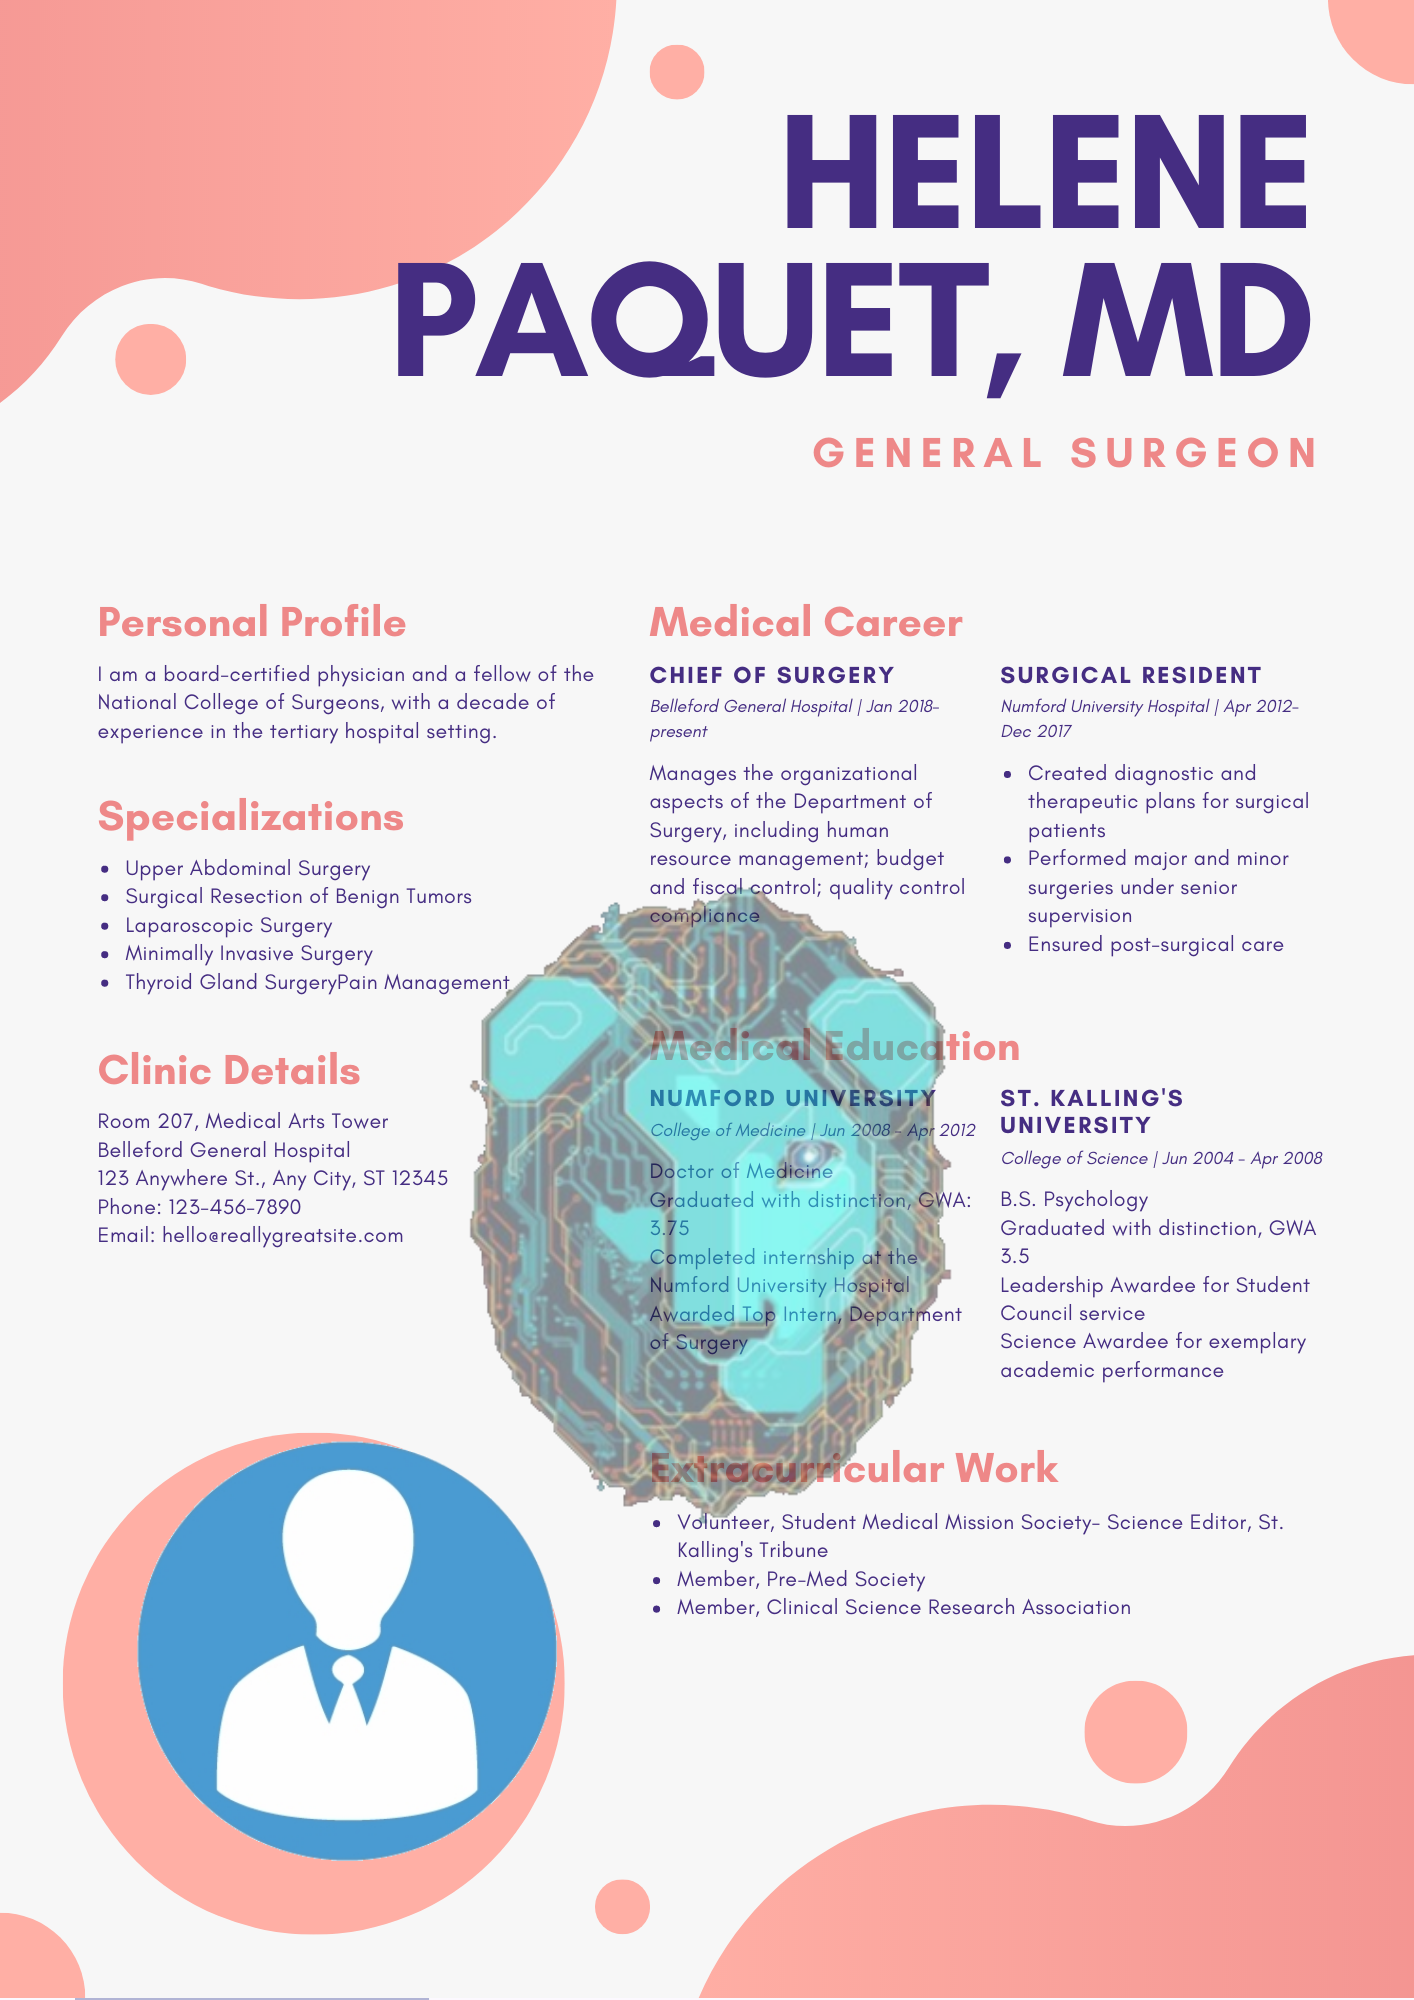 HELENE
PAQUET, MD
GENERAL SURGEON
Personal Profile
I am a board-certified physician and a fellow of the
National College of Surgeons, with a decade of
experience in the tertiary hospital setting.
Specializations
• Upper Abdominal Surgery
• Surgical Resection of Benign Tumors
• Laparoscopic Surgery
• Minimally Invasive Surgery
• Thyroid Gland SurgeryPain Management
Clinic Details
Room 207, Medical Arts Tower
Belleford General Hospital
123 Anywhere St., Any City, ST 12345
Phone: 123-456-7890
Email: hello@reallygreatsite.com
Medical Career
CHIEF OF SURGERY
Belleford General Hospital | Jan 2018-
present
Manages the organizational
aspects of the Department of
Surgery, including human
resource management; budget
and fiscal control; quality control
compliance
SURGICAL RESIDENT
Numford University Hospital | Apr 2012-
Dec 2017
• Created diagnostic and
therapeutic plans for surgical
patients
• Performed major and minor
surgeries under senior
supervision
• Ensured post-surgical care
Medical Education
NUMFORD UNIVERSITY
College of Medicine | Jun 2008 - Apr 2012
Doctor of Medicine
Graduated with distinction, GWA:
3.75
Completed internship at the
Numford University Hospital
Awarded Top Intern, Department
of Surgery
ST. KALLING'S
UNIVERSITY
College of Science | Jun 2004 - Apr 2008
B.S. Psychology
Graduated with distinction, GWA
3.5
Leadership Awardee for Student
Council service
Science Awardee for exemplary
academic performance
Extracurricular Work
• Volunteer, Student Medical Mission Society- Science Editor, St.
Kalling's Tribune
• Member, Pre-Med Society
• Member, Clinical Science Research Association